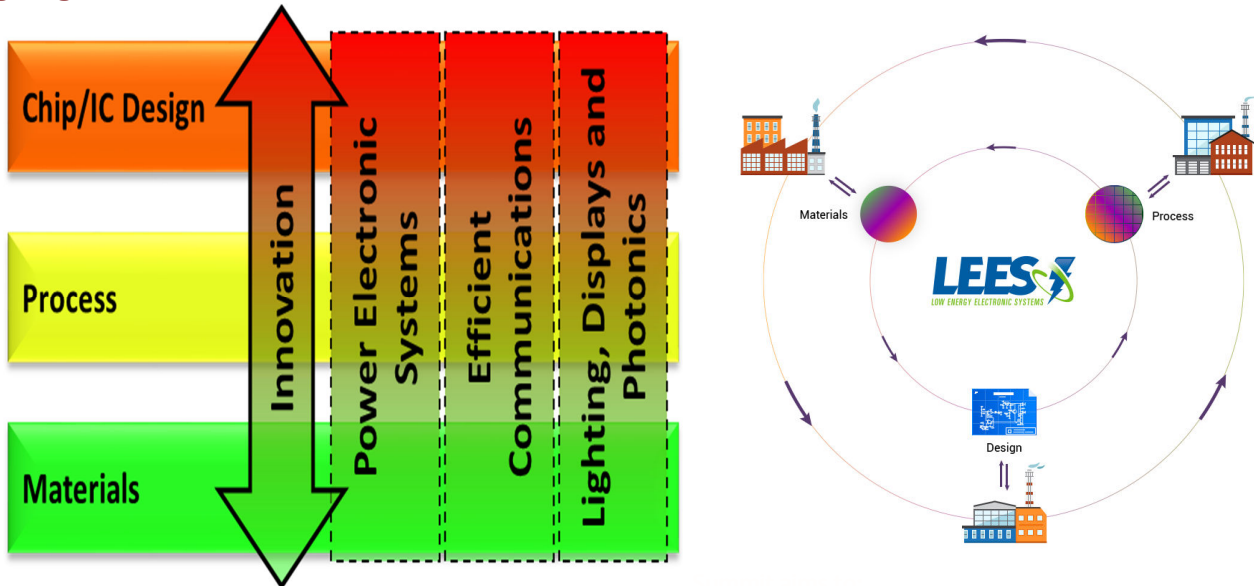 Chip/IC Design
Process
Materials
Innovation
Power Electronic
Systems
Efficient
Communications
Lighting, Displays and
Photonics
Materials
Process
LEES
LOW ENERGY ELECTRONIC SYSTEMS
Design